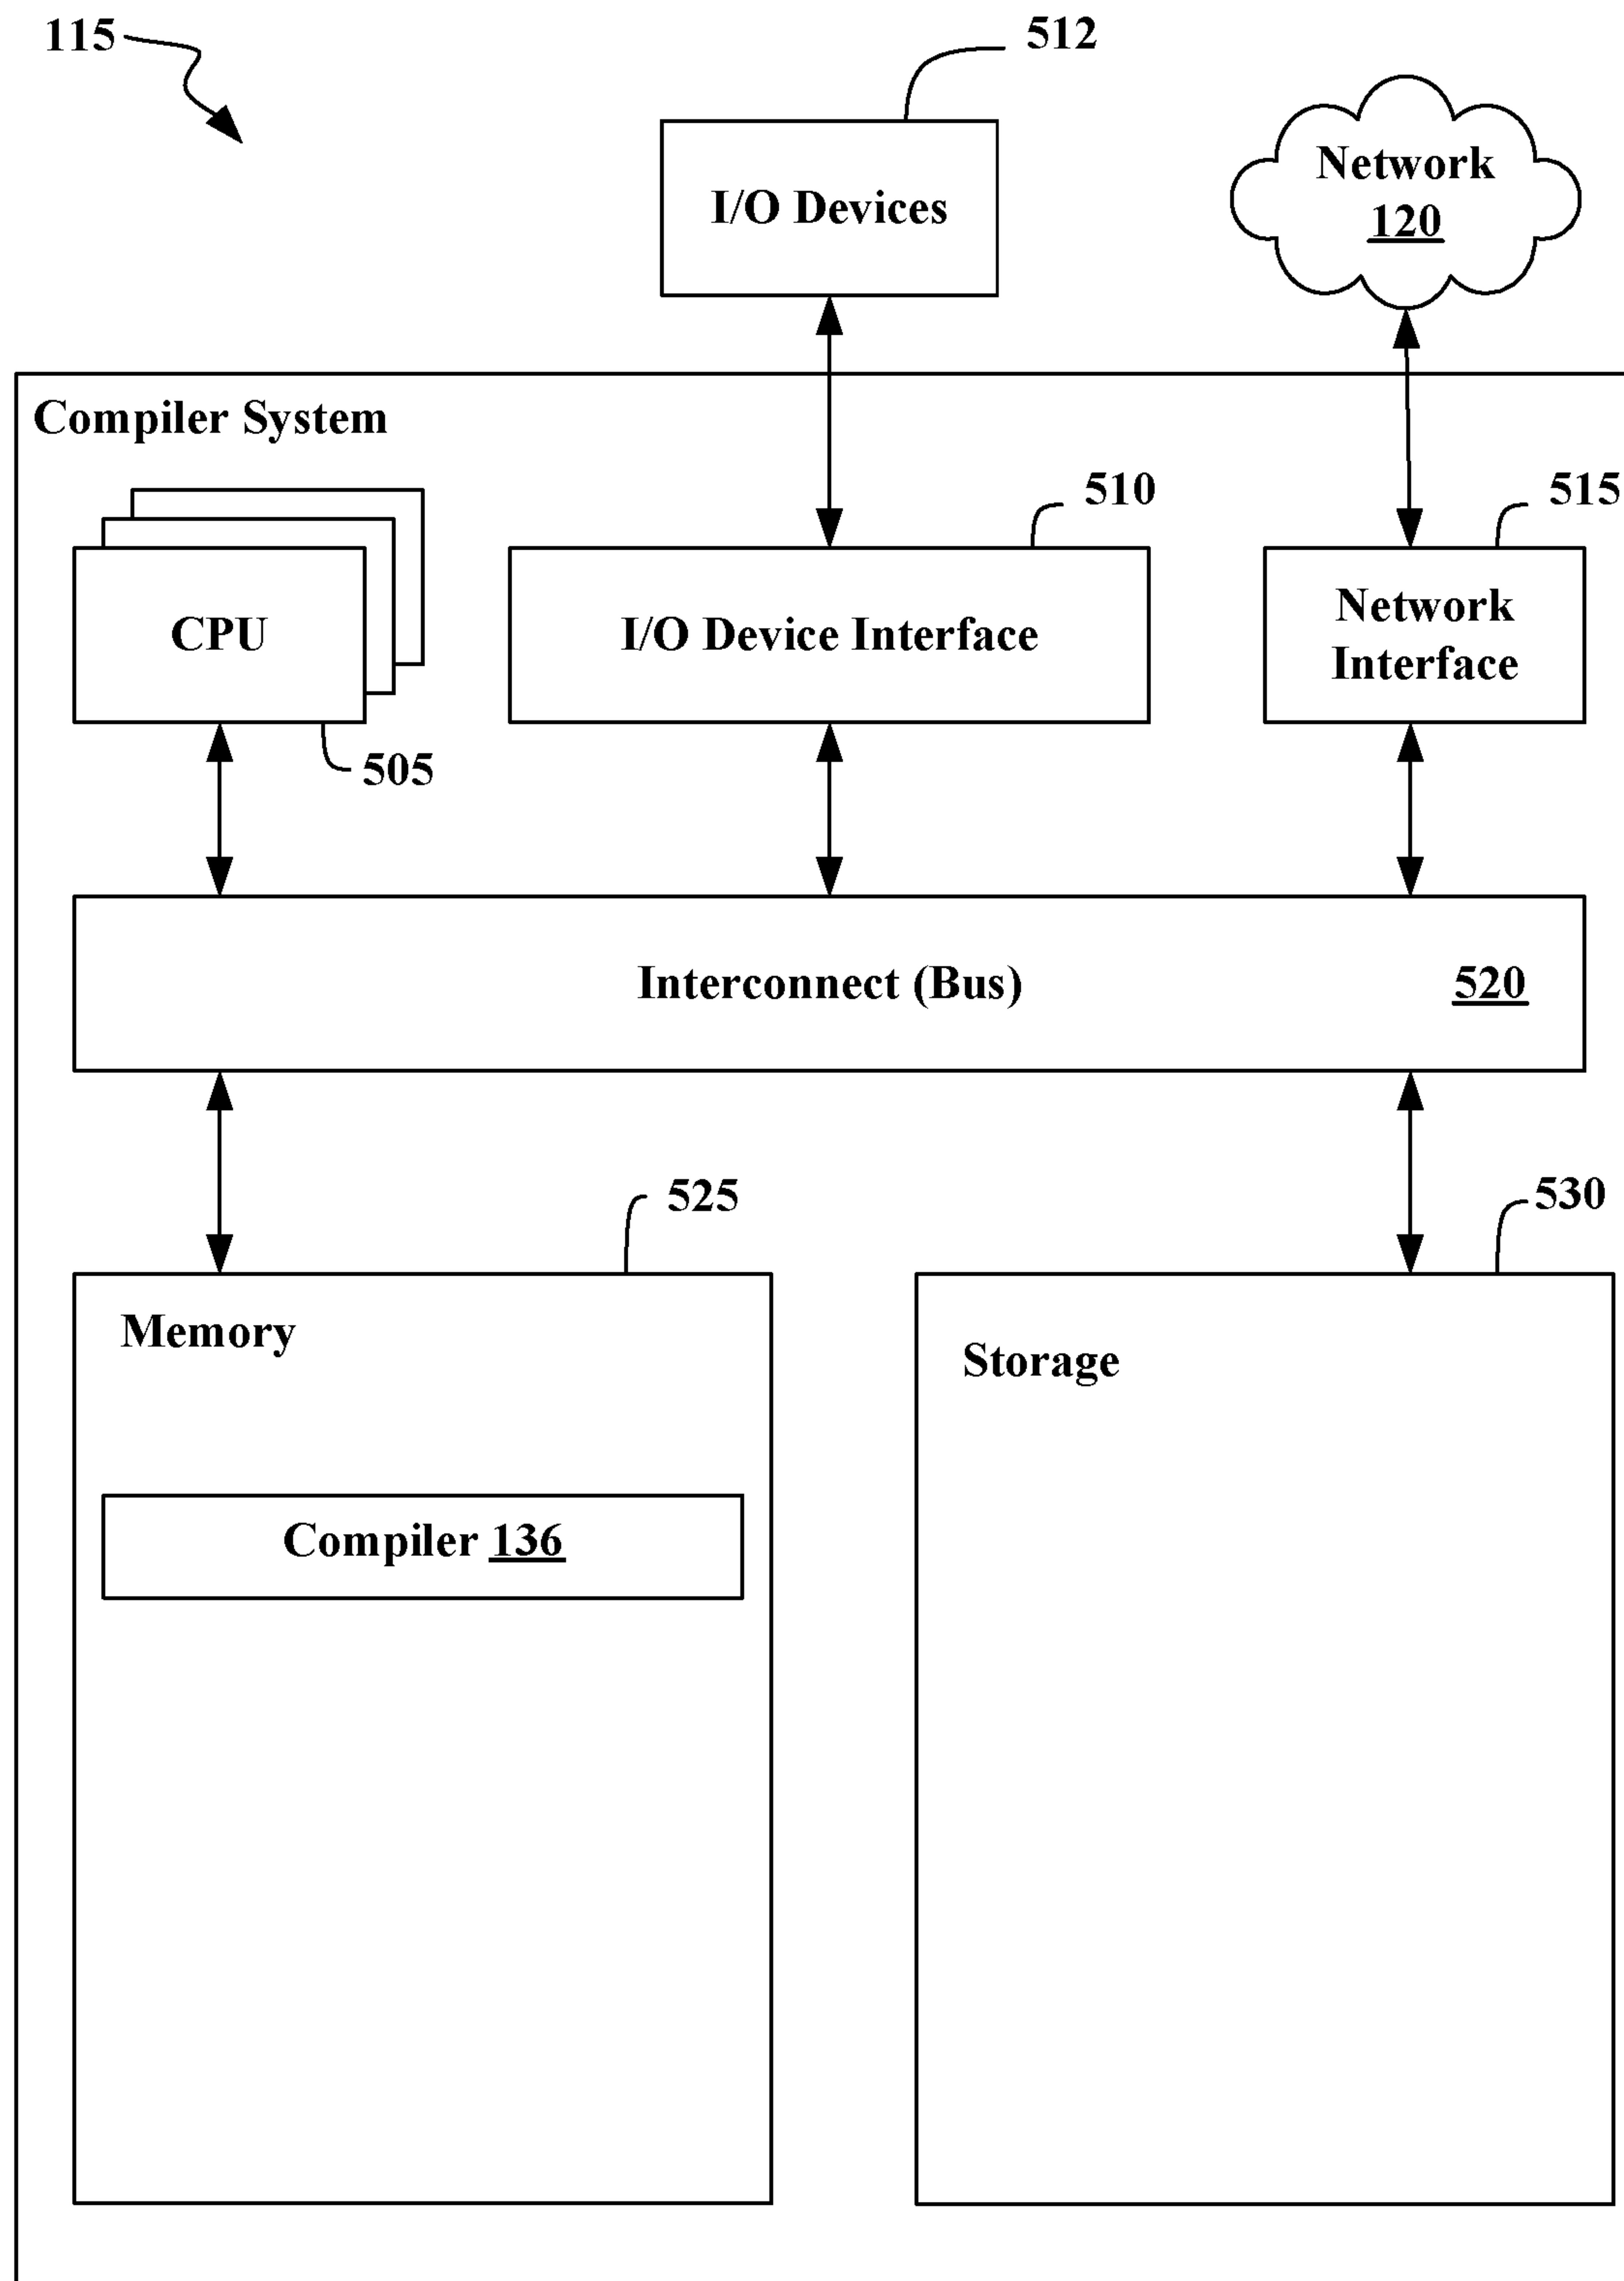 115
512
I/O Devices
Network
120
Compiler System
510
515
CPU
I/O Device Interface
Network
Interface
505
Interconnect (Bus)
520
525
530
Memory
Storage
Compiler 136